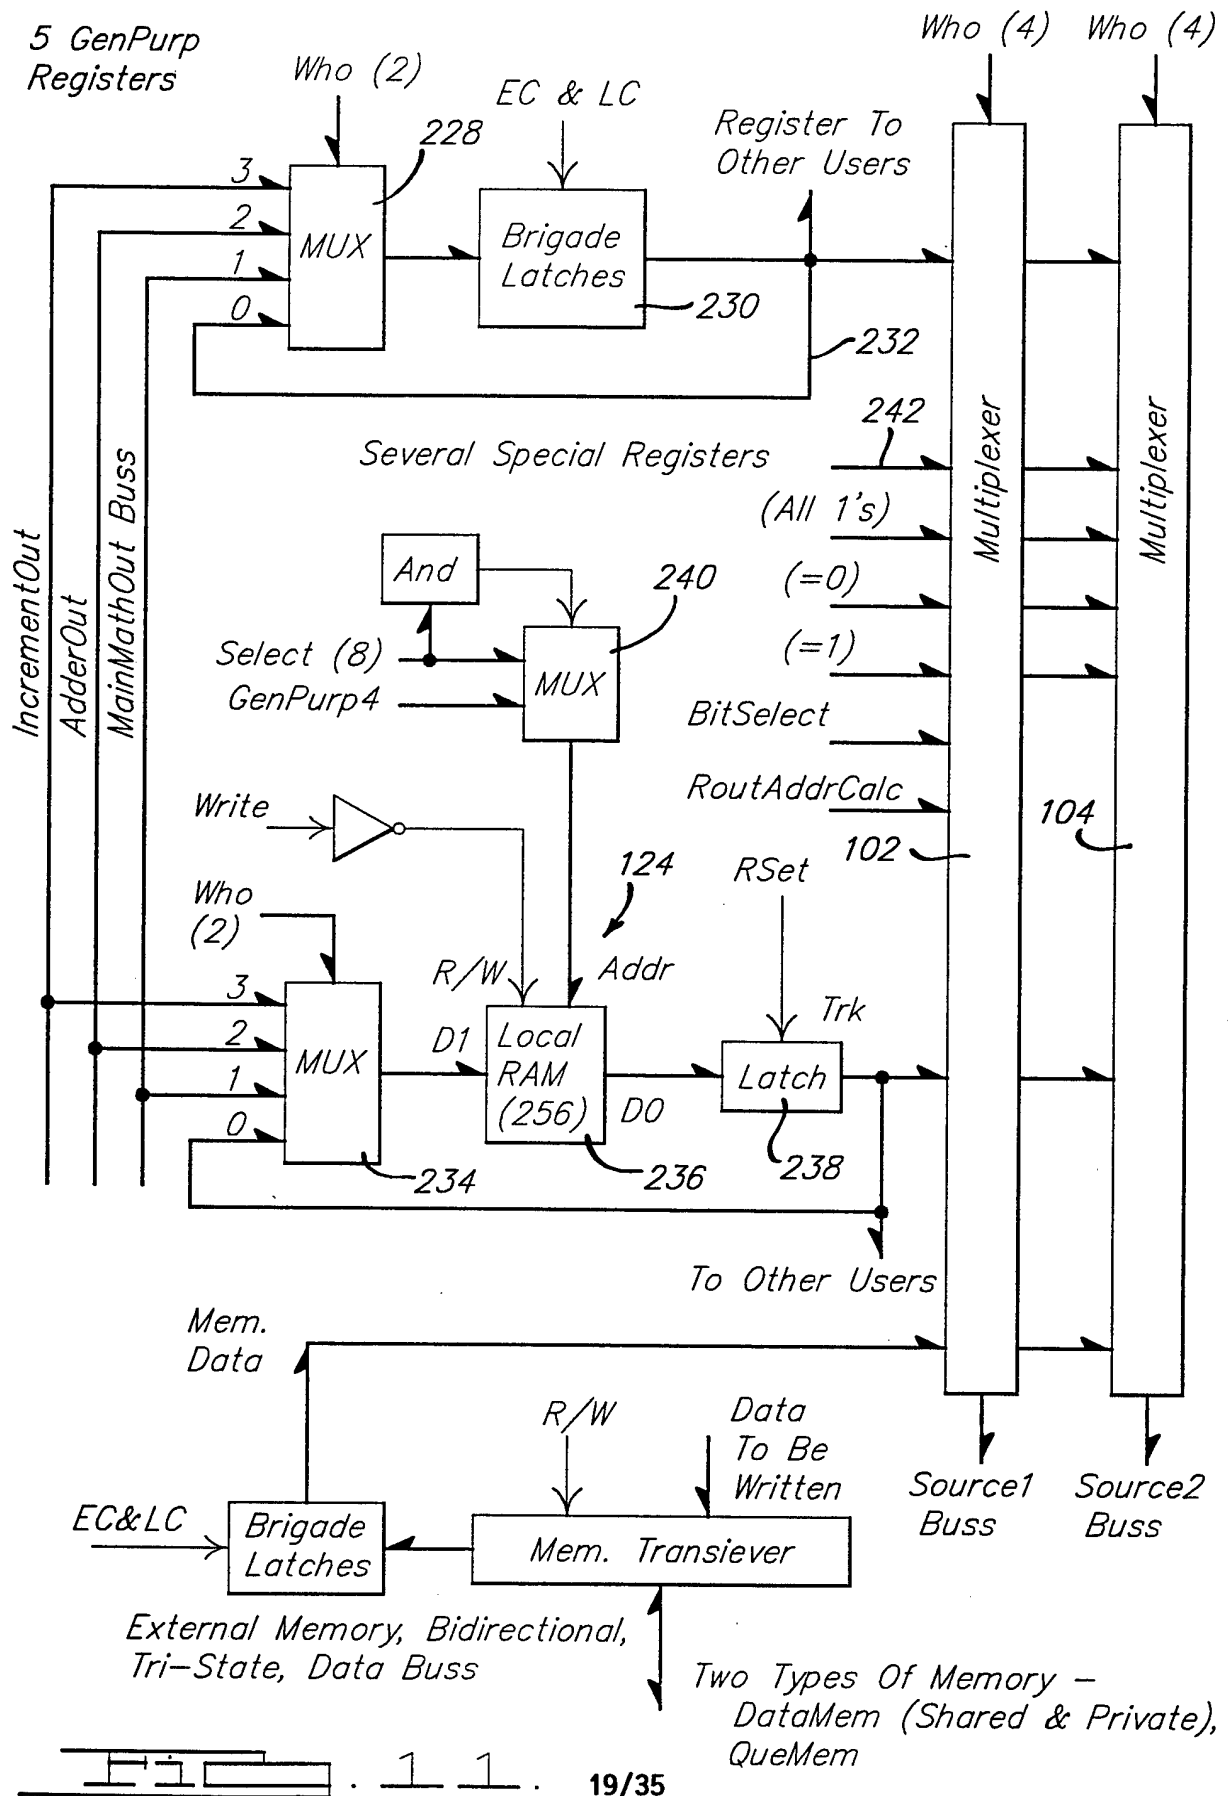 5 GenPurp
Registers
Who (2)
EC & LC
Who (4)
Who (4)
228
Register To
Other Users
3
2
1
0
MUX
Brigade
Latches
230
232
Several Special Registers
242
(All 1's)
(=0)
(=1)
BitSelect
RoutAddrCalc
Multiplexer
Multiplexer
IncrementOut
AdderOut
MainMathOut Buss
And
240
Select (8)
GenPurp4
MUX
Write
Who
(2)
124
RSet
102
104
R/W
Addr
Trk
3
2
1
0
MUX
D1
Local
RAM
(256)
DO
Latch
234
236
238
To Other Users
Mem.
Data
R/W
Data
To Be
Written
Source1
Buss
Source2
Buss
EC&LC
Brigade
Latches
Mem. Transiever
External Memory, Bidirectional,
Tri-State, Data Buss
Two Types Of Memory -
DataMem (Shared & Private),
QueMem
19/35